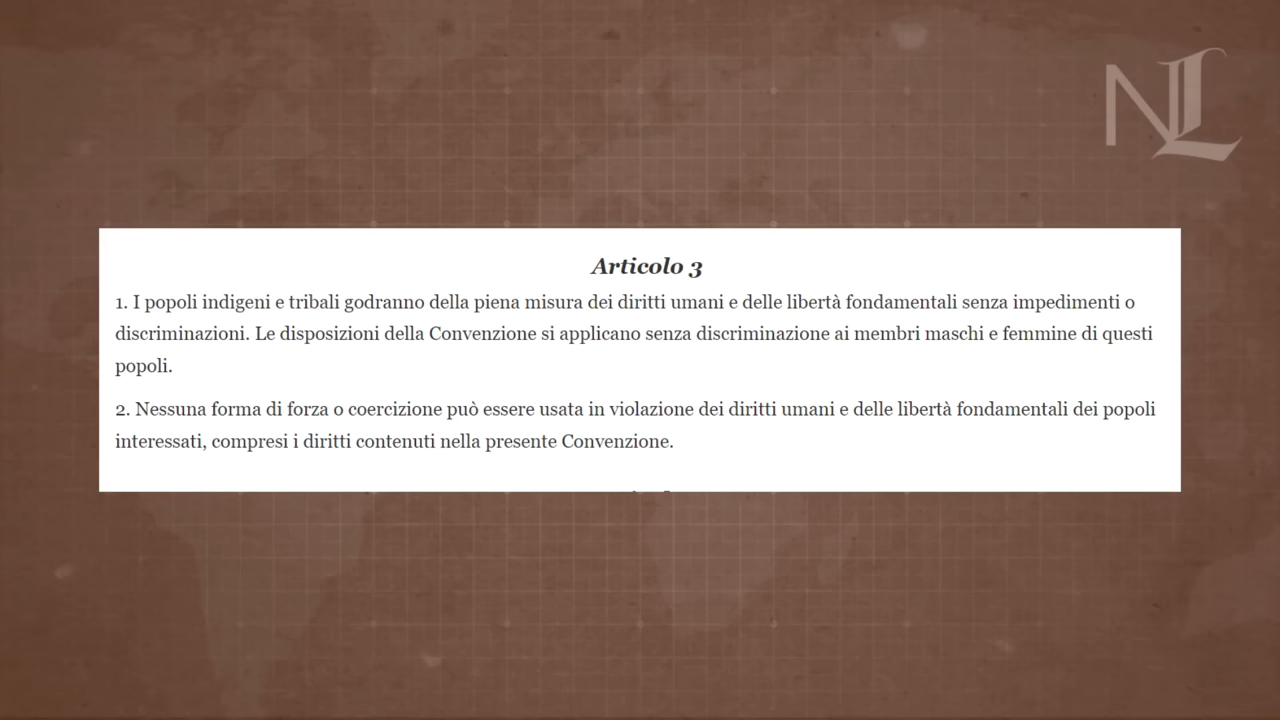 NL
Articolo 3
1. I popoli indigeni e tribali godranno della piena misura dei diritti umani e delle libertà fondamentali senza impedimenti o
discriminazioni. Le disposizioni della Convenzione si applicano senza discriminazione ai membri maschi e femmine di questi
popoli.
2. Nessuna forma di forza o coercizione può essere usata in violazione dei diritti umani e delle libertà fondamentali dei popoli
interessati, compresi i diritti contenuti nella presente Convenzione.